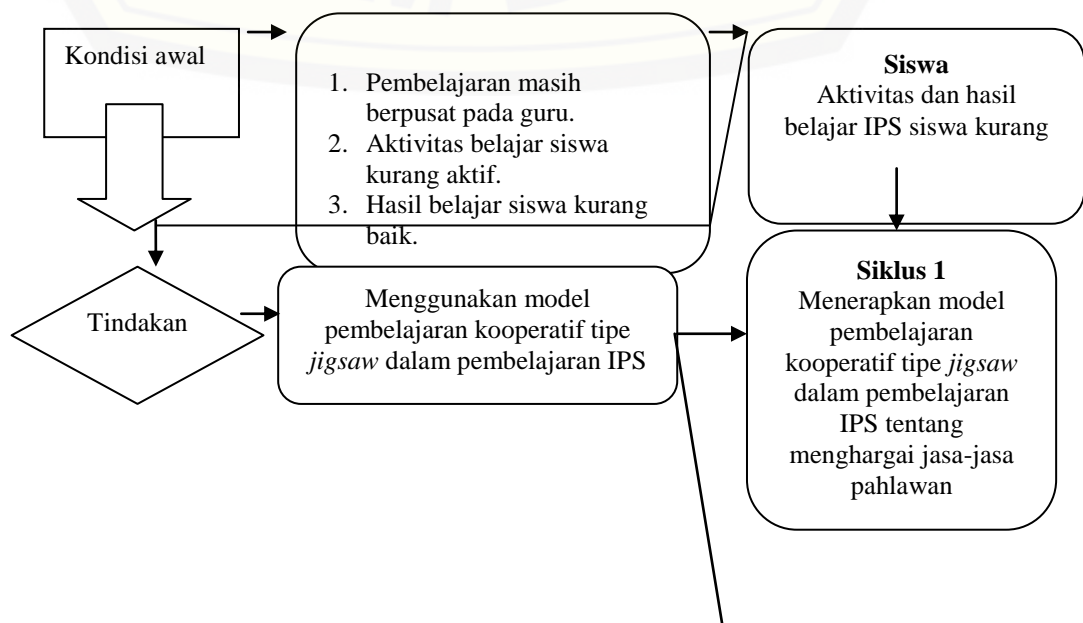 Kondisi awal
1. Pembelajaran masih
berpusat pada guru.
2. Aktivitas belajar siswa
kurang aktif.
3. Hasil belajar siswa kurang
baik.
Siswa
Aktivitas dan hasil
belajar IPS siswa kurang
Tindakan
Menggunakan model
pembelajaran kooperatif tipe
jigsaw dalam pembelajaran IPS
Siklus 1
Menerapkan model
pembelajaran
kooperatif tipe jigsaw
dalam pembelajaran
IPS tentang
menghargai jasa-jasa
pahlawan